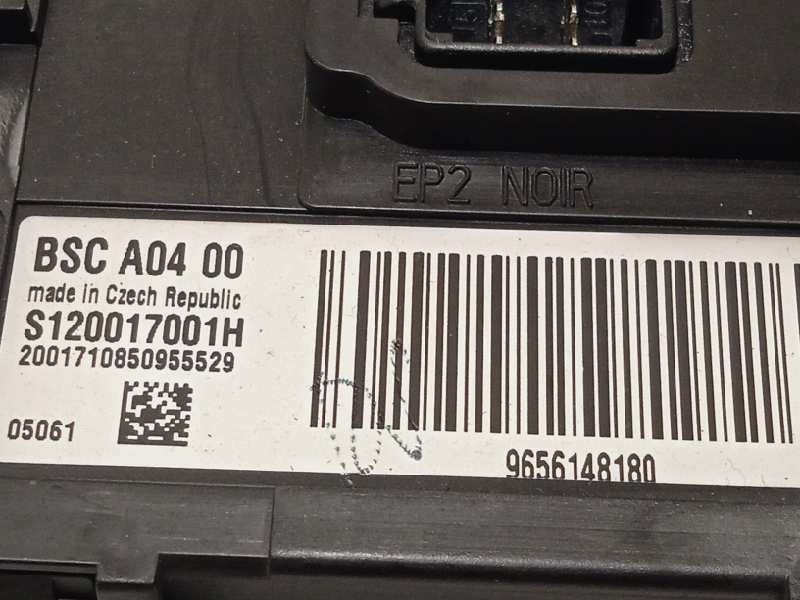 EP2 NOIR
BSC A04 00
made in Czech Republic
S120017001H
2001710850955529
05061
9656148180